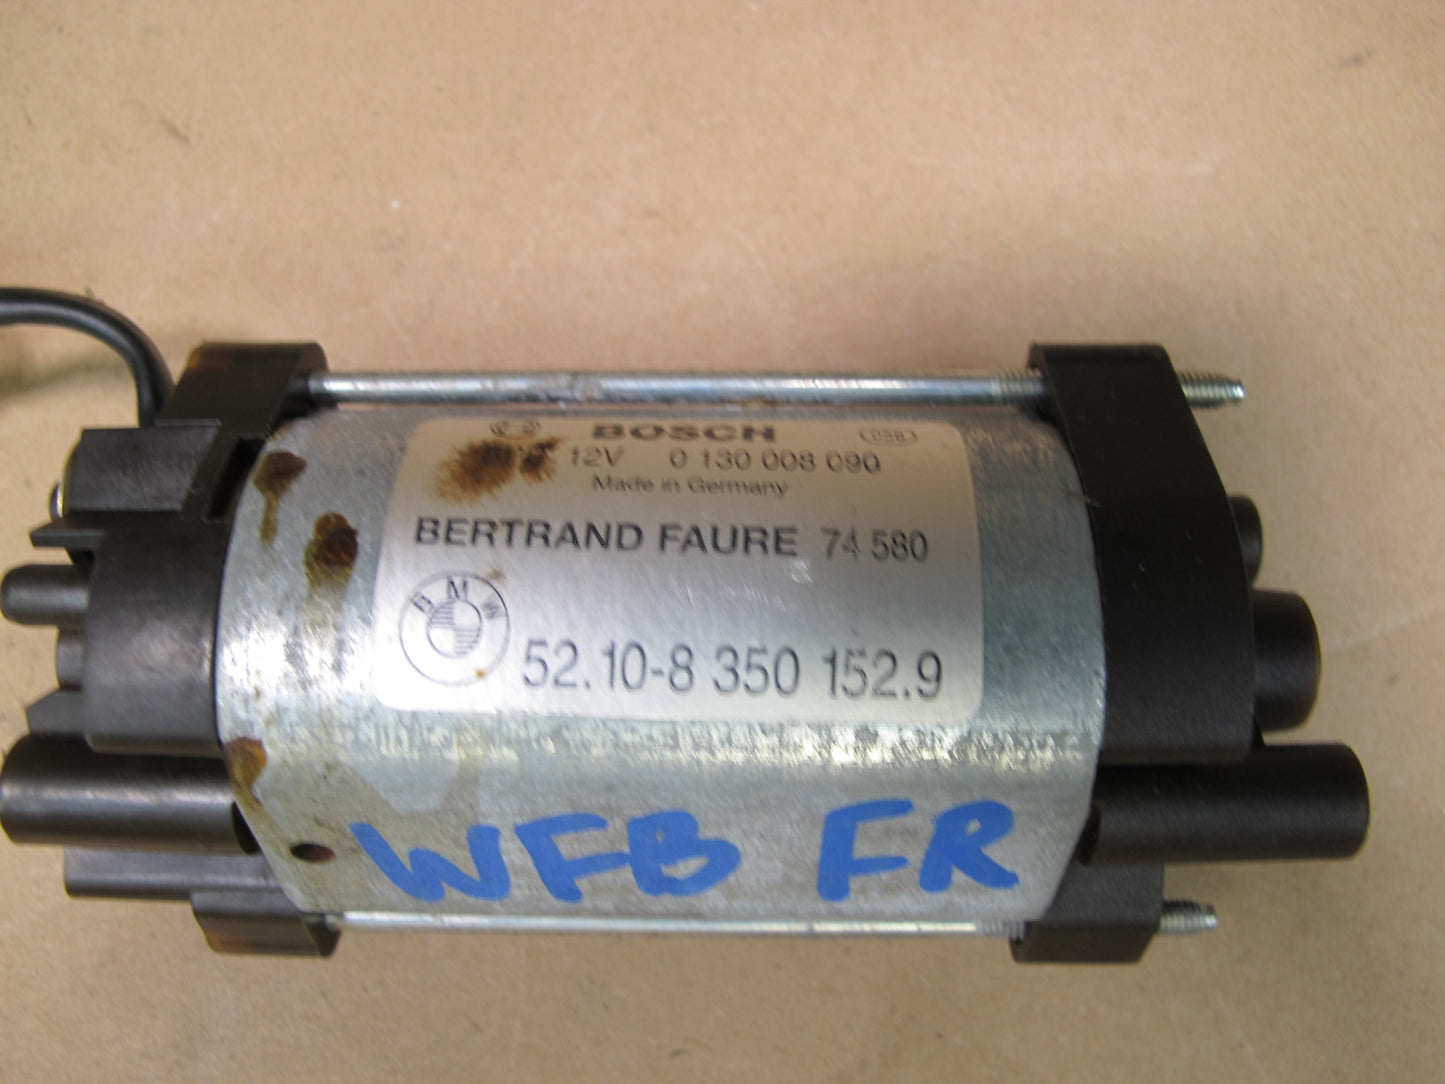 BOSCH
12V 0 130 008 090
Made in Germany
BERTRAND FAURE 74 580
BMW
52.10-8 350 152.9
WFB FR